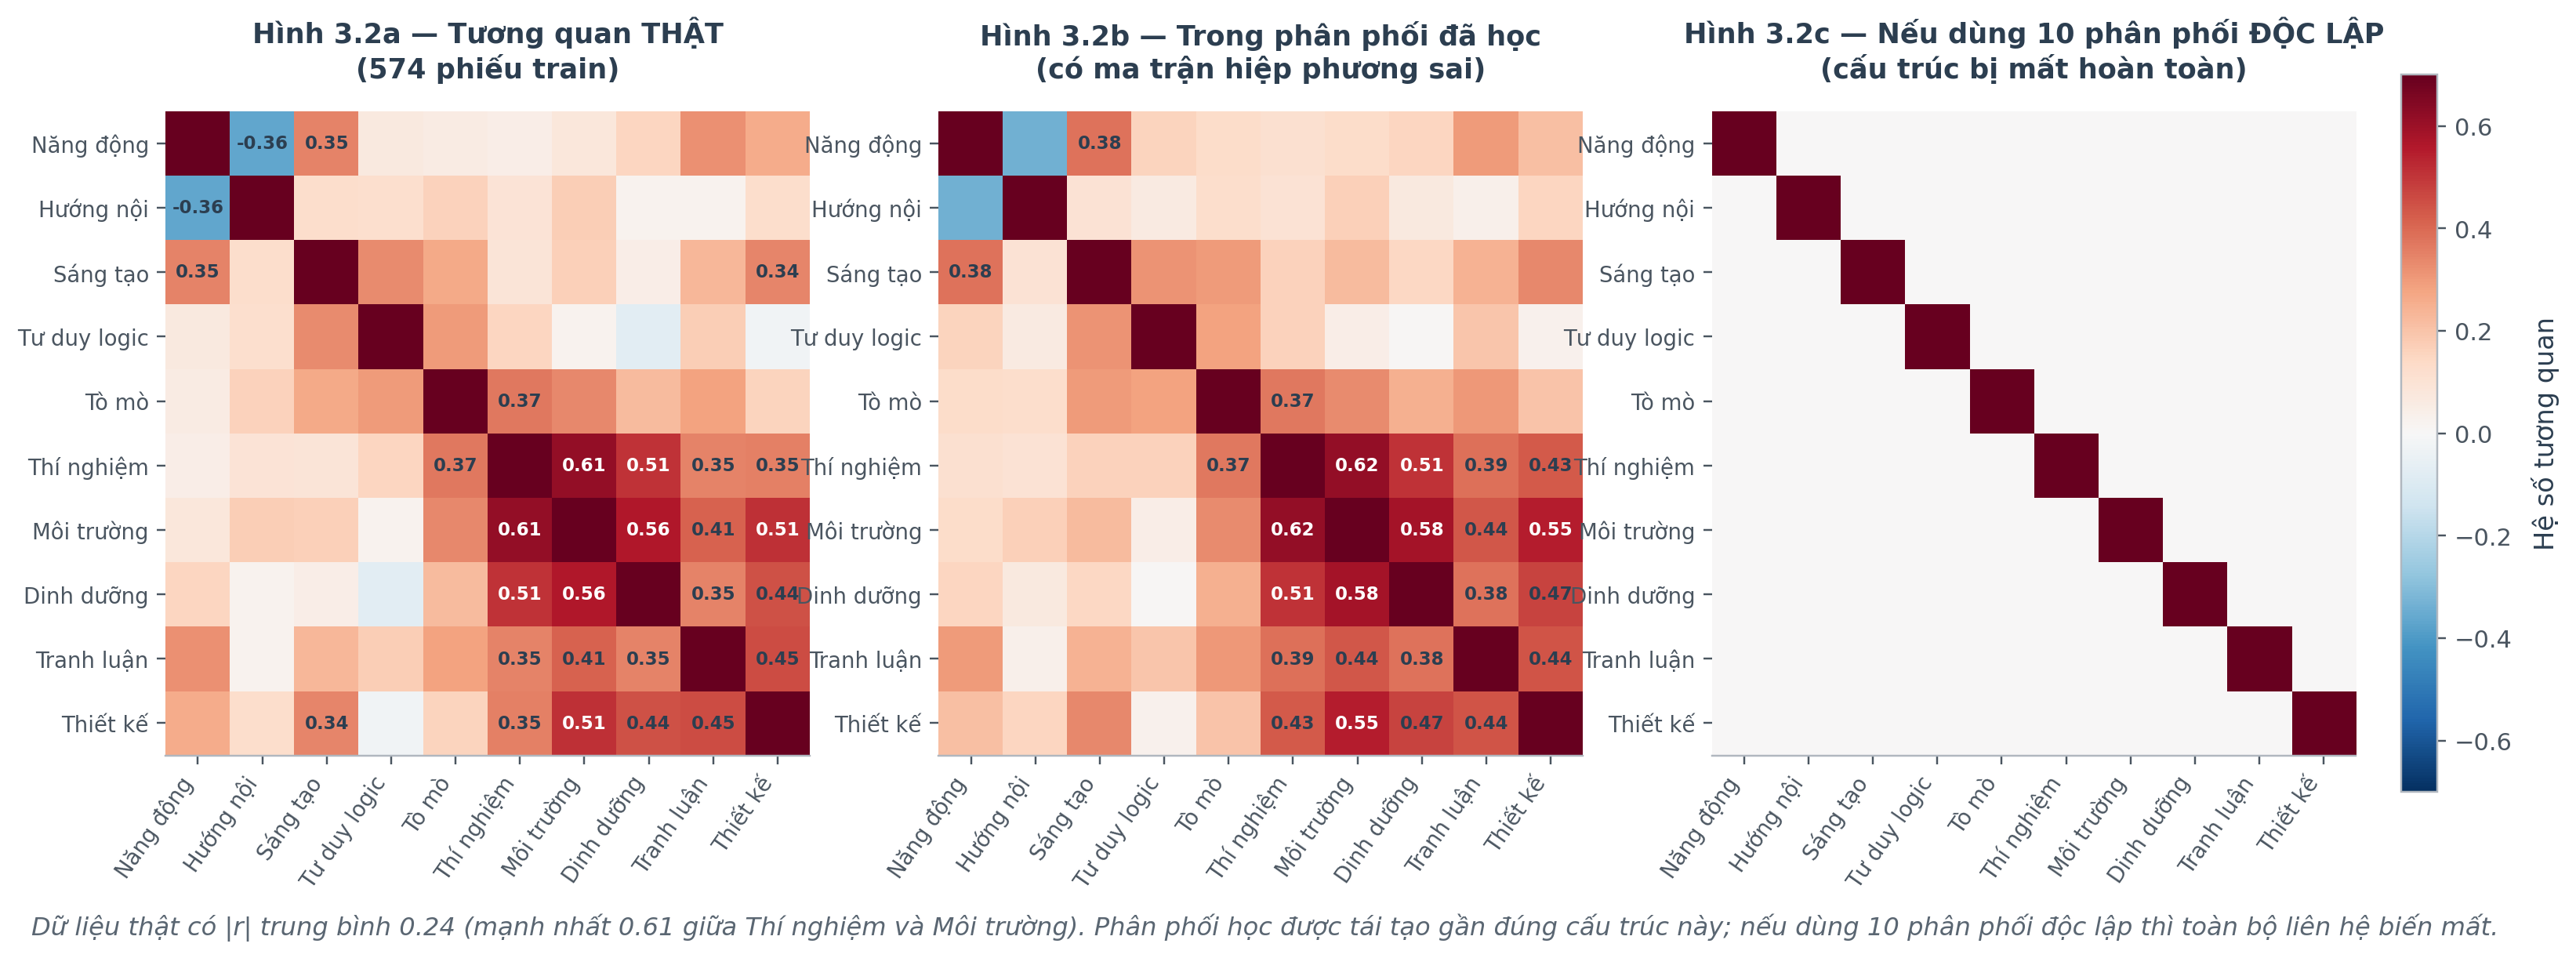 Hình 3.2a — Tương quan THẬT
(574 phiếu train)
Năng động
Hướng nội
Sáng tạo
Tư duy logic
Tò mò
Thí nghiệm
Môi trường
Dinh dưỡng
Tranh luận
Thiết kế
-0.36 0.35
-0.36
0.35 0.34
0.37
0.37 0.61 0.51 0.35 0.35
0.61 0.56 0.41 0.51
0.51 0.56 0.35 0.44
0.35 0.41 0.35 0.45
0.34 0.35 0.51 0.44 0.45
Năng động
Hướng nội
Sáng tạo
Tư duy logic
Tò mò
Thí nghiệm
Môi trường
Dinh dưỡng
Tranh luận
Thiết kế
Hình 3.2b — Trong phân phối đã học
(có ma trận hiệp phương sai)
Năng động
Hướng nội
Sáng tạo
Tư duy logic
Tò mò
Thí nghiệm
Môi trường
Dinh dưỡng
Tranh luận
Thiết kế
0.38
0.38
0.37
0.37 0.62 0.51 0.39 0.43
0.62 0.58 0.44 0.55
0.51 0.58 0.38 0.47
0.39 0.44 0.38 0.44
0.43 0.55 0.47 0.44
Năng động
Hướng nội
Sáng tạo
Tư duy logic
Tò mò
Thí nghiệm
Môi trường
Dinh dưỡng
Tranh luận
Thiết kế
Hình 3.2c — Nếu dùng 10 phân phối ĐỘC LẬP
(cấu trúc bị mất hoàn toàn)
Năng động
Hướng nội
Sáng tạo
Tư duy logic
Tò mò
Thí nghiệm
Môi trường
Dinh dưỡng
Tranh luận
Thiết kế
Năng động
Hướng nội
Sáng tạo
Tư duy logic
Tò mò
Thí nghiệm
Môi trường
Dinh dưỡng
Tranh luận
Thiết kế
0.6
0.4
0.2
0.0
−0.2
−0.4
−0.6
Hệ số tương quan
Dữ liệu thật có |r| trung bình 0.24 (mạnh nhất 0.61 giữa Thí nghiệm và Môi trường). Phân phối học được tái tạo gần đúng cấu trúc này; nếu dùng 10 phân phối độc lập thì toàn bộ liên hệ biến mất.